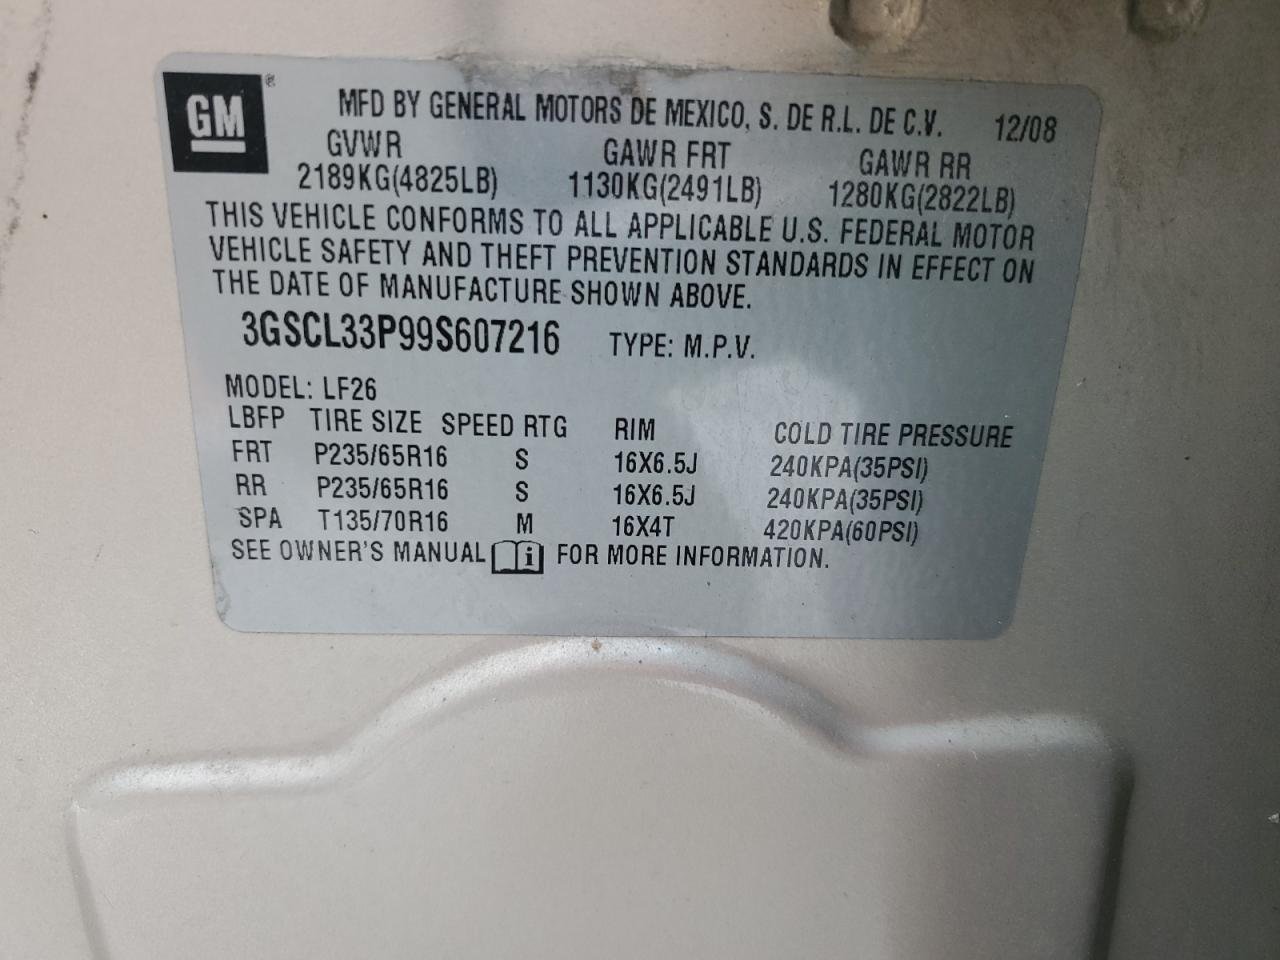 GM®
MFD BY GENERAL MOTORS DE MEXICO, S. DE R.L. DE C.V. 12/08
GVWR GAWR FRT GAWR RR
2189KG(4825LB) 1130KG(2491LB) 1280KG(2822LB)
THIS VEHICLE CONFORMS TO ALL APPLICABLE U.S. FEDERAL MOTOR
VEHICLE SAFETY AND THEFT PREVENTION STANDARDS IN EFFECT ON
THE DATE OF MANUFACTURE SHOWN ABOVE.
3GSCL33P99S607216 TYPE: M.P.V.
MODEL: LF26
LBFP TIRE SIZE SPEED RTG RIM COLD TIRE PRESSURE
FRT P235/65R16 S 16X6.5J 240KPA(35PSI)
RR P235/65R16 S 16X6.5J 240KPA(35PSI)
SPA T135/70R16 M 16X4T 420KPA(60PSI)
SEE OWNER'S MANUAL i FOR MORE INFORMATION.